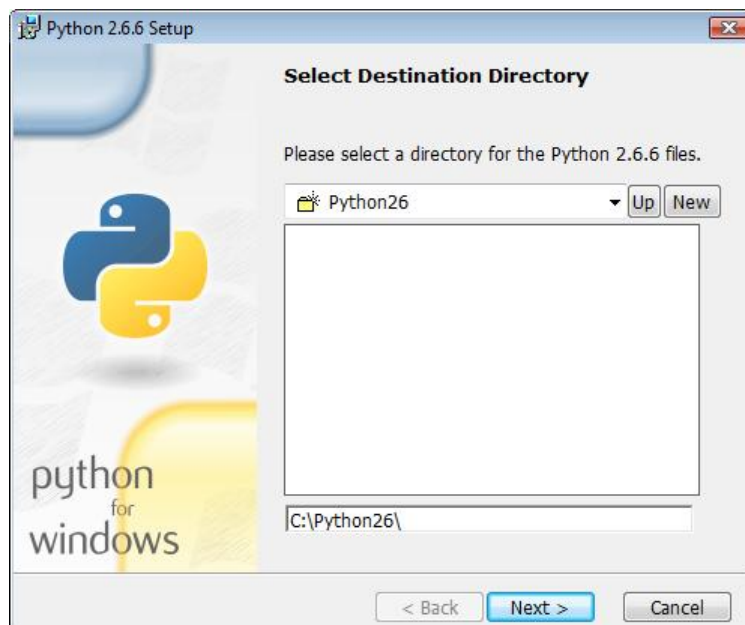 Python 2.6.6 Setup
Select Destination Directory
Please select a directory for the Python 2.6.6 files.
Python26
Up
New
C:\Python26\
python
for
windows
< Back
Next >
Cancel